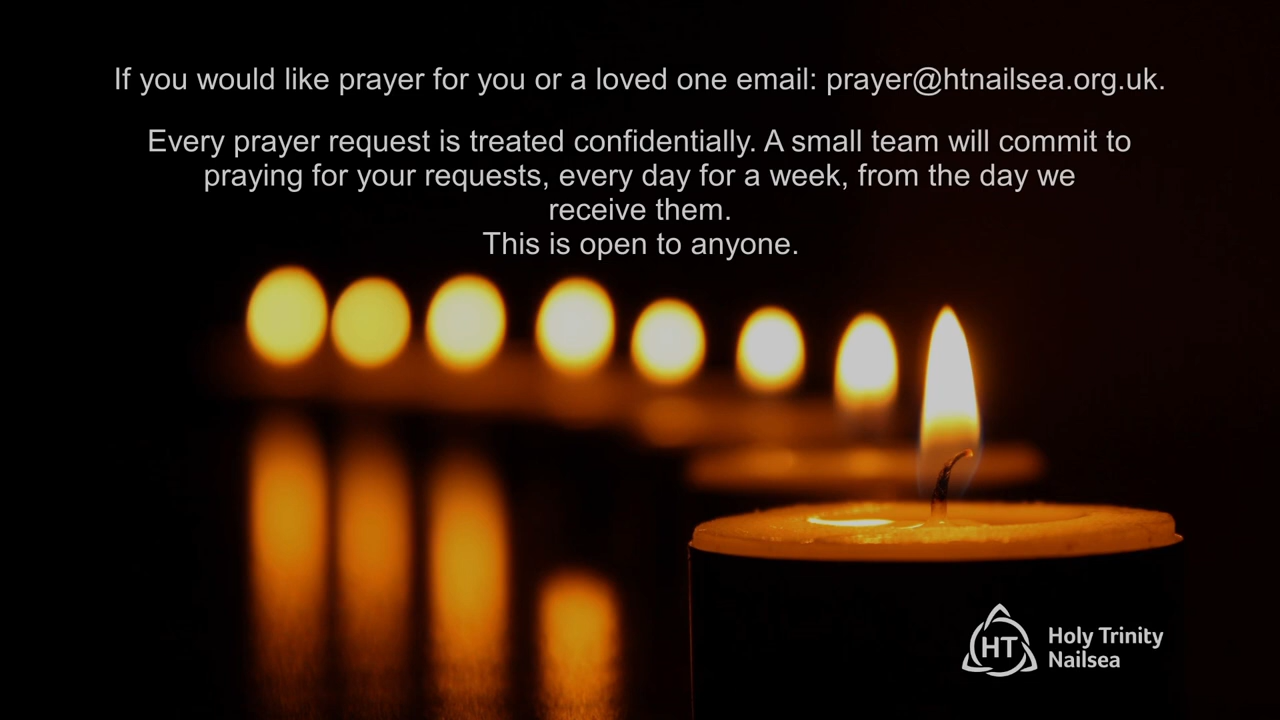 If you would like prayer for you or a loved one email: prayer@htnailsea.org.uk.
Every prayer request is treated confidentially. A small team will commit to
praying for your requests, every day for a week, from the day we
receive them.
This is open to anyone.
HT
Holy Trinity
Nailsea